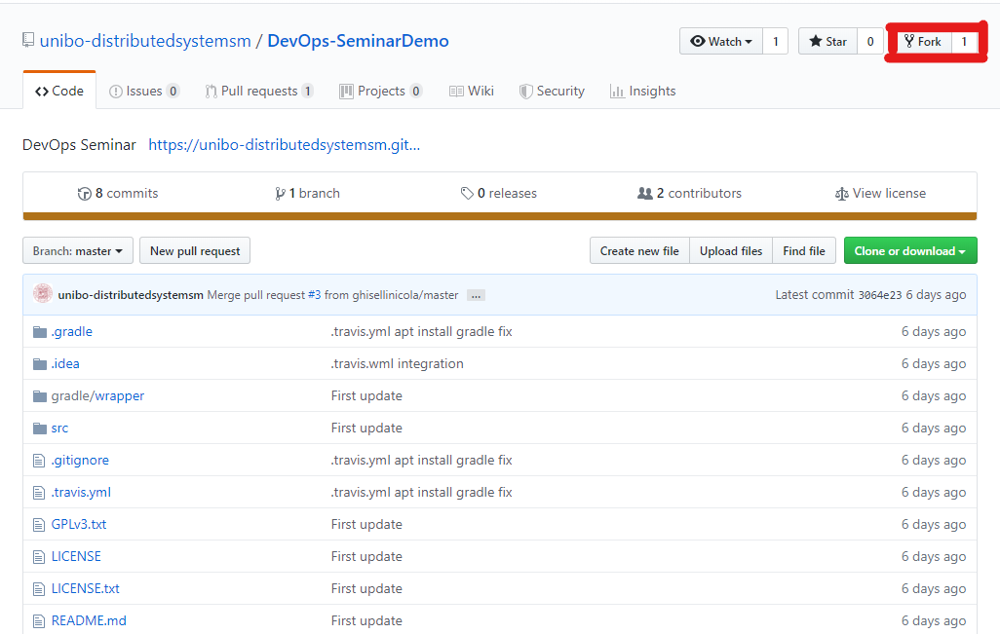 unibo-distributedsystemsm / DevOps-SeminarDemo Watch 1 Star 0 Fork 1
Code Issues 0 Pull requests 1 Projects 0 Wiki Security Insights
DevOps Seminar https://unibo-distributedsystemsm.git...
8 commits 1 branch 0 releases 2 contributors View license
Branch: master New pull request Create new file Upload files Find file Clone or download
unibo-distributedsystemsm Merge pull request #3 from ghisellinicola/master ... Latest commit 3064e23 6 days ago
.gradle .travis.yml apt install gradle fix 6 days ago
.idea .travis.wml integration 6 days ago
gradle/wrapper First update 6 days ago
src First update 6 days ago
.gitignore .travis.yml apt install gradle fix 6 days ago
.travis.yml .travis.yml apt install gradle fix 6 days ago
GPLv3.txt First update 6 days ago
LICENSE First update 6 days ago
LICENSE.txt First update 6 days ago
README.md First update 6 days ago